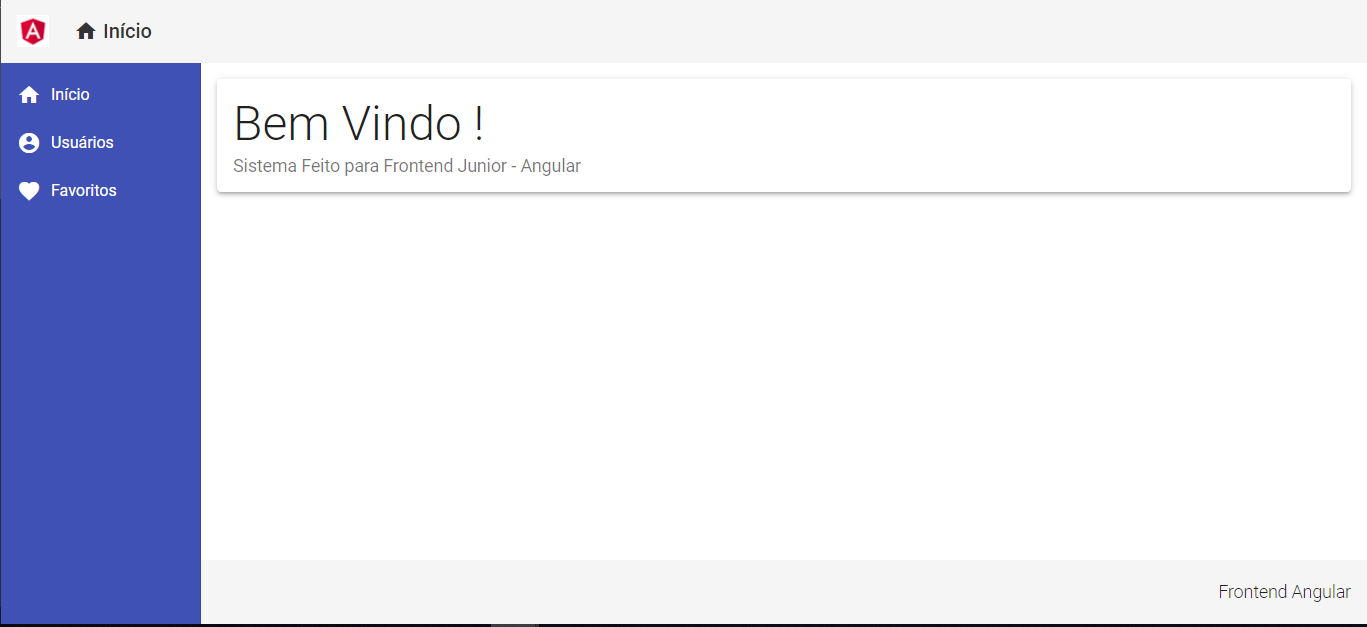 Início
Início
Usuários
Favoritos
Bem Vindo !
Sistema Feito para Frontend Junior - Angular
Frontend Angular